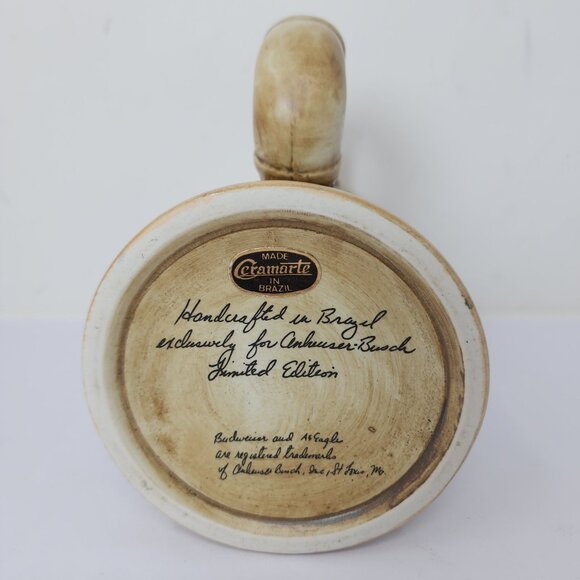 MADE
Ceramarte
IN
BRAZIL
Handcrafted in Brazil
exclusively for Anheuser-Busch
Limited Edition
Budweiser and A&Eagle
are registered trademarks
of Anheuser Busch, Inc, St Louis, Mo.